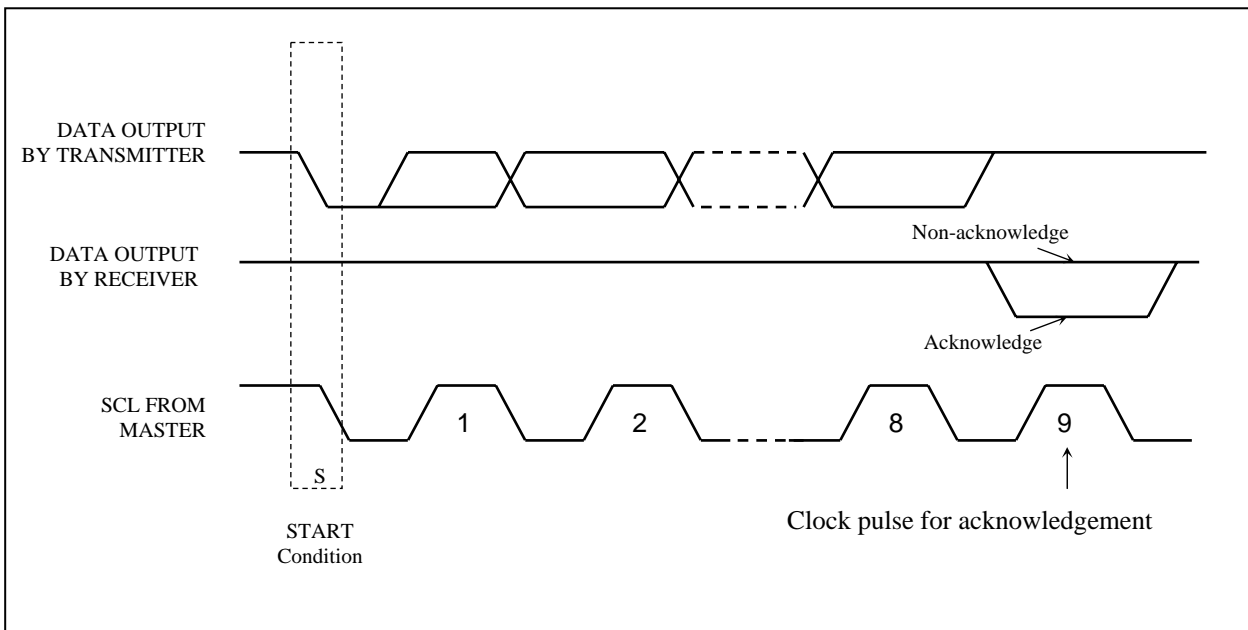 DATA OUTPUT
BY TRANSMITTER
Non-acknowledge
DATA OUTPUT
BY RECEIVER
Acknowledge
SCL FROM
MASTER
1
2
8
9
S
START
Condition
Clock pulse for acknowledgement